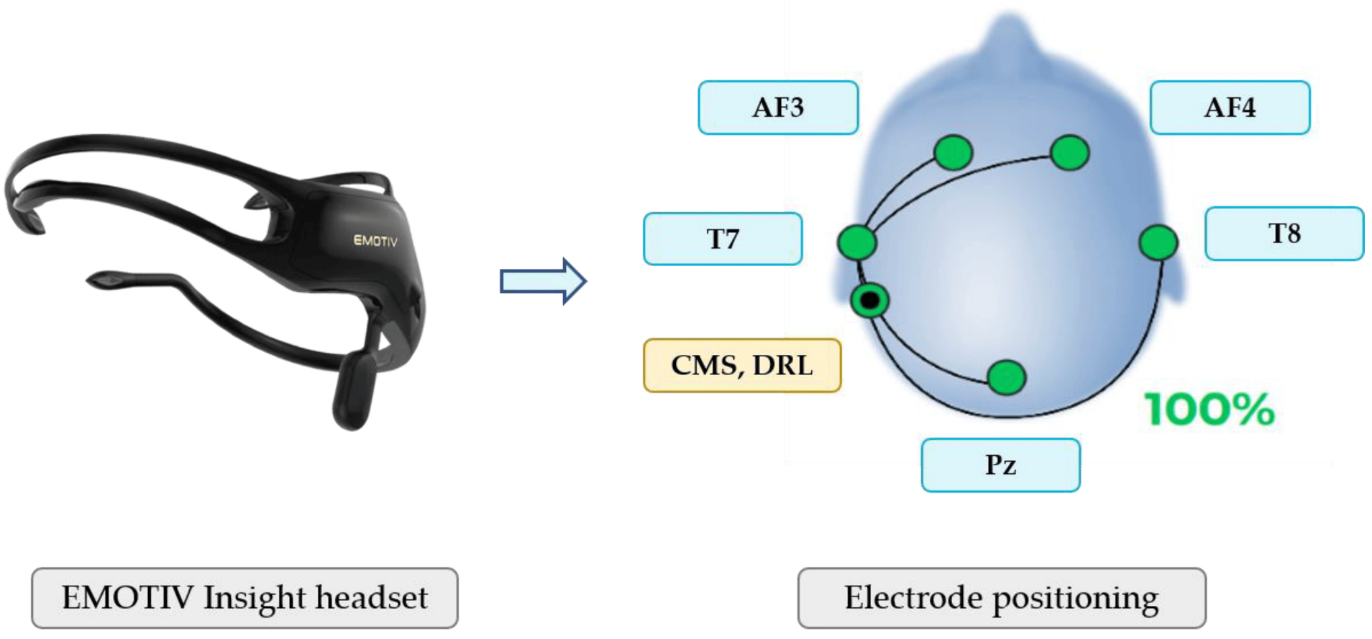 AF3
AF4
EMOTIV
T7
T8
CMS, DRL
100%
Pz
EMOTIV Insight headset
Electrode positioning